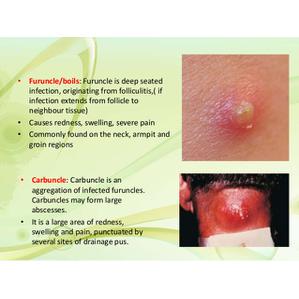 • Furuncle/boils: Furuncle is deep seated
infection, originating from folliculitis,( if
infection extends from follicle to
neighbour tissue)
• Causes redness, swelling, severe pain
• Commonly found on the neck, armpit and
groin regions
• Carbuncle: Carbuncle is an
aggregation of infected furuncles.
Carbuncles may form large
abscesses.
• It is a large area of redness,
swelling and pain, punctuated by
several sites of drainage pus.